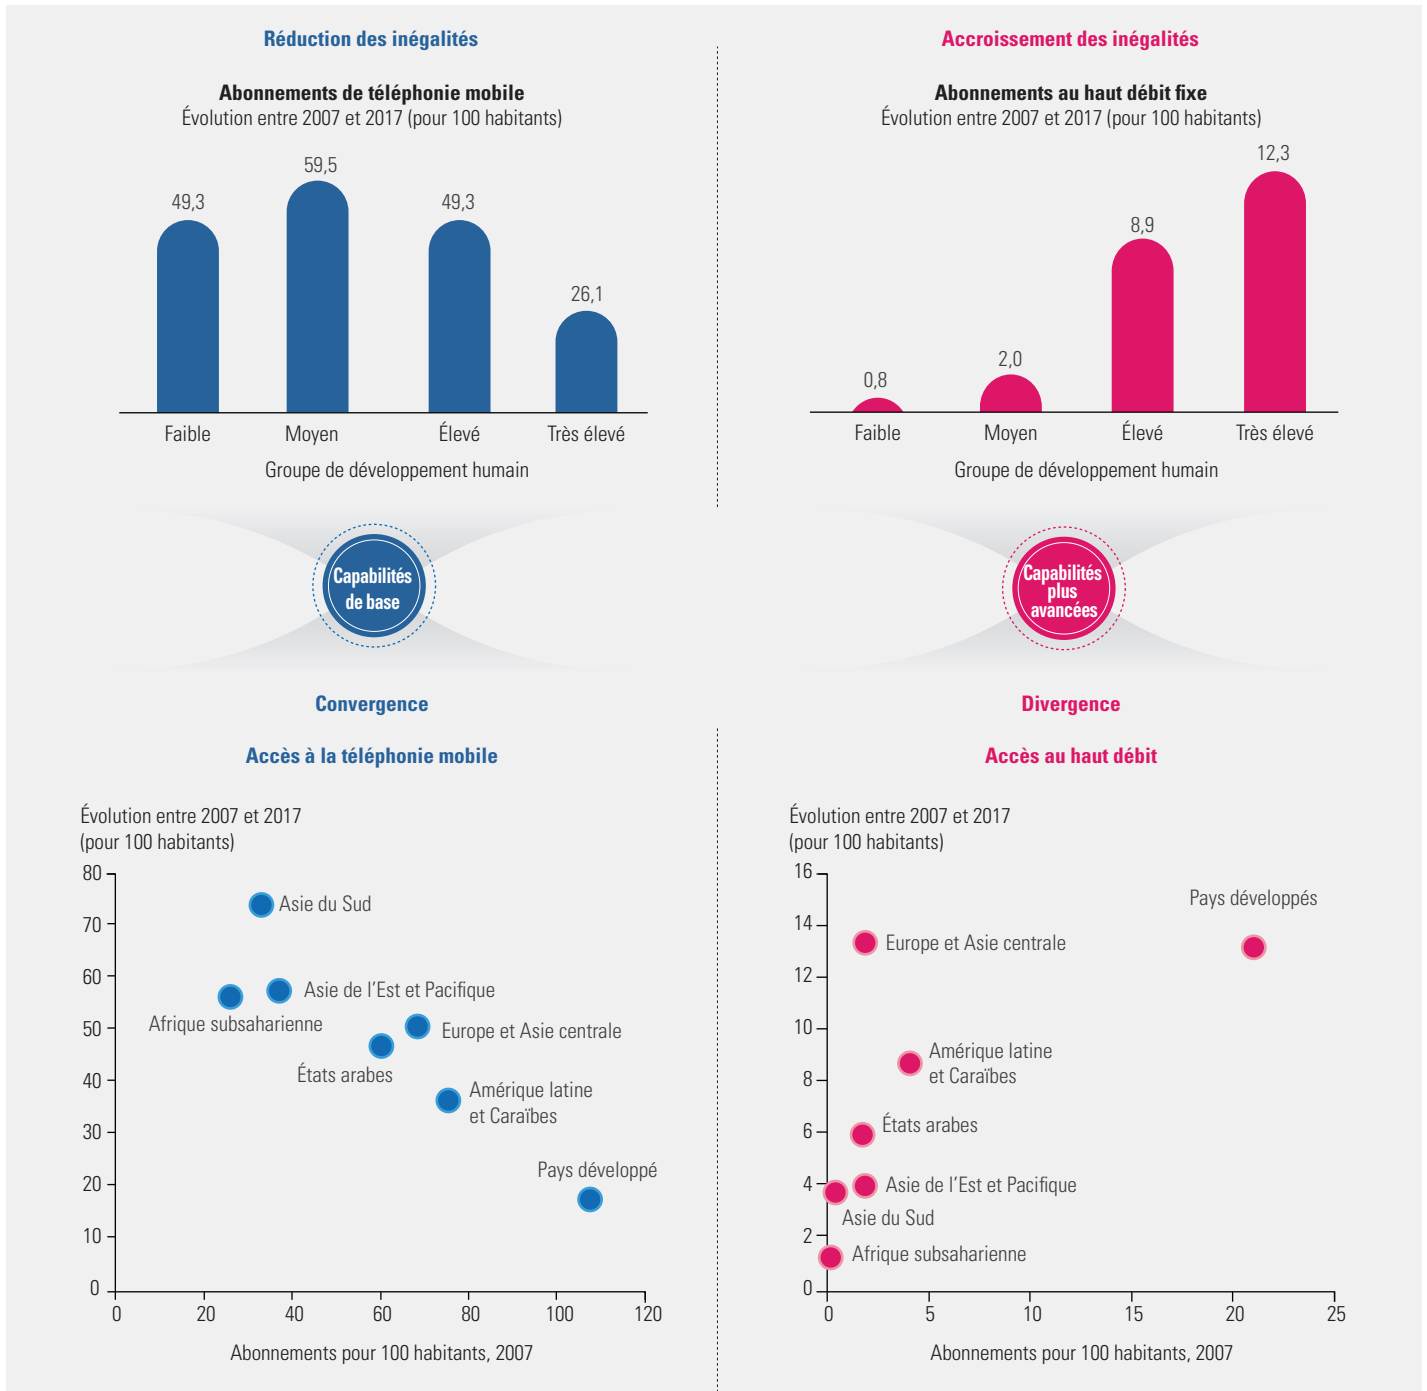 Réduction des inégalités
Abonnements de téléphonie mobile
Évolution entre 2007 et 2017 (pour 100 habitants)
59,5
49,3
49,3
26,1
Faible
Moyen
Élevé
Très élevé
Groupe de développement humain
Accroissement des inégalités
Abonnements au haut débit fixe
Évolution entre 2007 et 2017 (pour 100 habitants)
12,3
8,9
2,0
0,8
Faible
Moyen
Élevé
Très élevé
Groupe de développement humain
Capabilités
de base
Capabilités
plus
avancées
Convergence
Accès à la téléphonie mobile
Évolution entre 2007 et 2017
(pour 100 habitants)
80
70
60
50
40
30
20
10
0
Asie du Sud
Asie de l'Est et Pacifique
Afrique subsaharienne
Europe et Asie centrale
États arabes
Amérique latine
et Caraïbes
Pays développé
0
20
40
60
80
100
120
Abonnements pour 100 habitants, 2007
Divergence
Accès au haut débit
Évolution entre 2007 et 2017
(pour 100 habitants)
16
14
12
10
8
6
4
2
0
Pays développés
Europe et Asie centrale
Amérique latine
et Caraïbes
États arabes
Asie de l'Est et Pacifique
Asie du Sud
Afrique subsaharienne
0
5
10
15
20
25
Abonnements pour 100 habitants, 2007